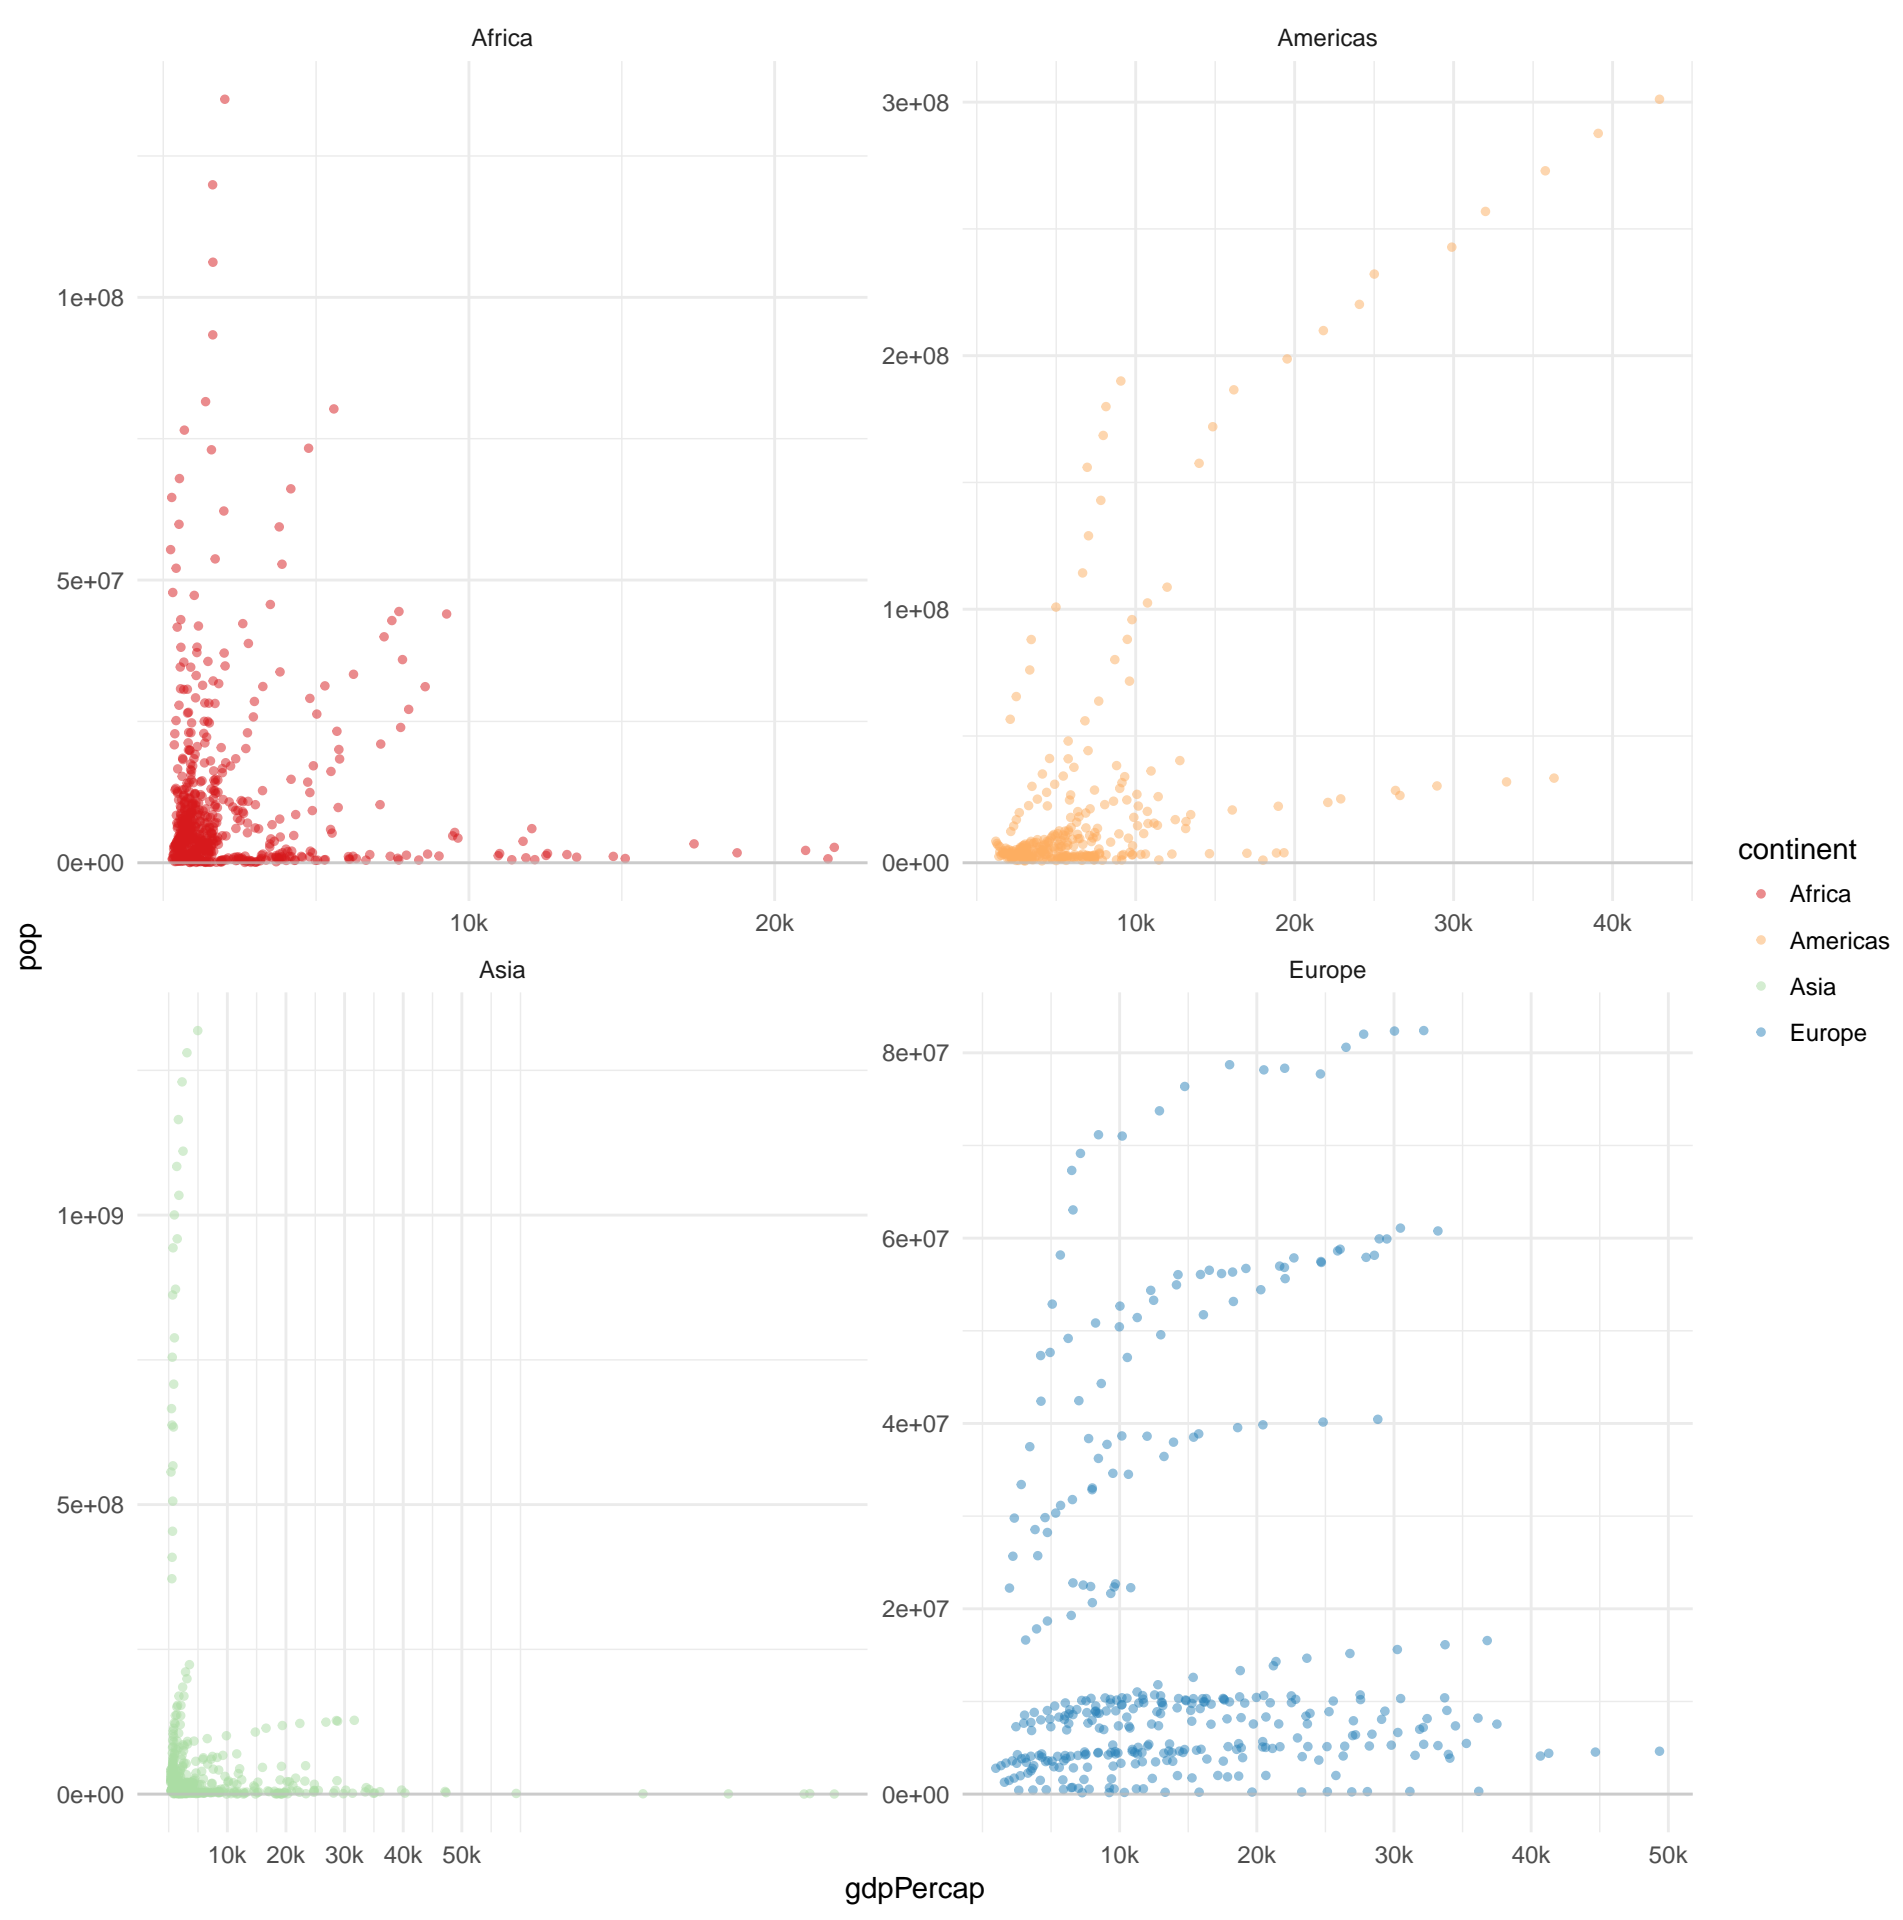 Africa
Americas
1e+08
5e+07
0e+00
3e+08
2e+08
1e+08
0e+00
10k 20k
10k 20k 30k 40k
pop
Asia
Europe
1e+09
5e+08
0e+00
8e+07
6e+07
4e+07
2e+07
0e+00
10k 20k 30k 40k 50k
10k 20k 30k 40k 50k
gdpPercap
continent
Africa
Americas
Asia
Europe